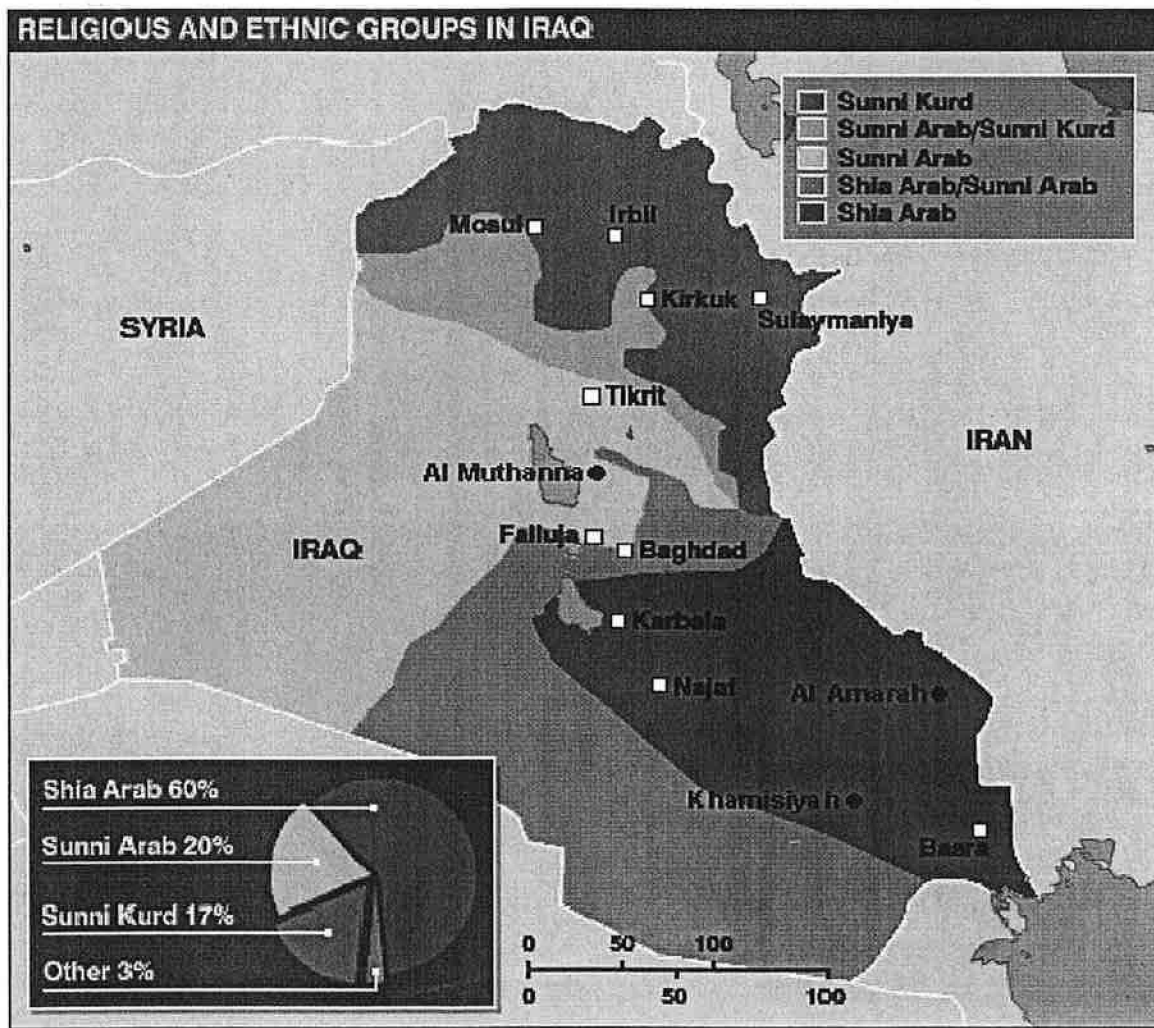 RELIGIOUS AND ETHNIC GROUPS IN IRAQ
Sunni Kurd
Sunni Arab/Sunni Kurd
Sunni Arab
Shia Arab/Sunni Arab
Shia Arab
Mosul
Irbil
Kirkuk
Sulaymaniya
SYRIA
Tikrit
IRAN
Al Muthanna
Falluja
IRAQ
Baghdad
Karbala
Najaf
Al Amarah
Khamisiyah
Basra
Shia Arab 60%
Sunni Arab 20%
Sunni Kurd 17%
Other 3%
0 50 100
0 50 100